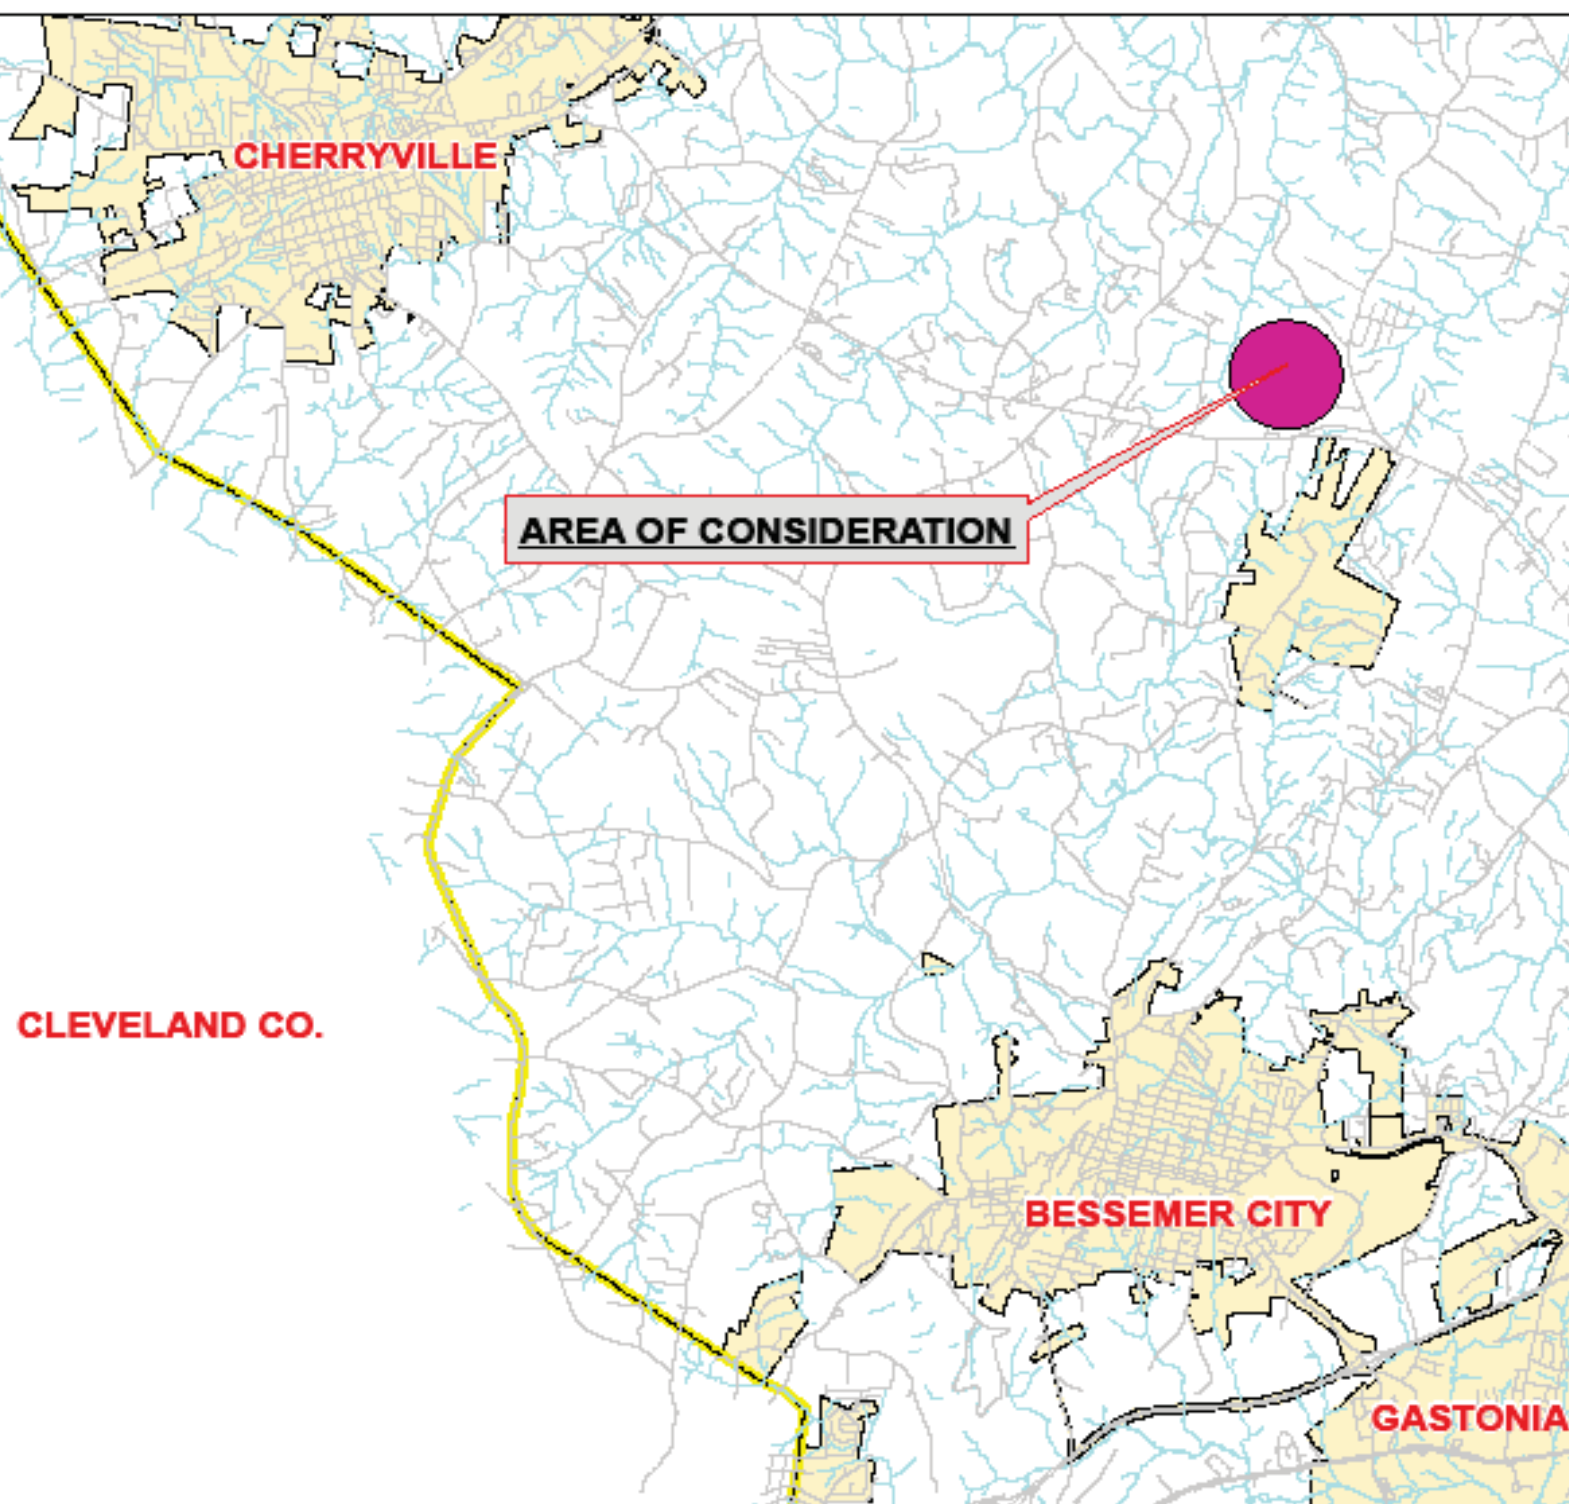 CHERRYVILLE
AREA OF CONSIDERATION
CLEVELAND CO.
BESSEMER CITY
GASTONIA